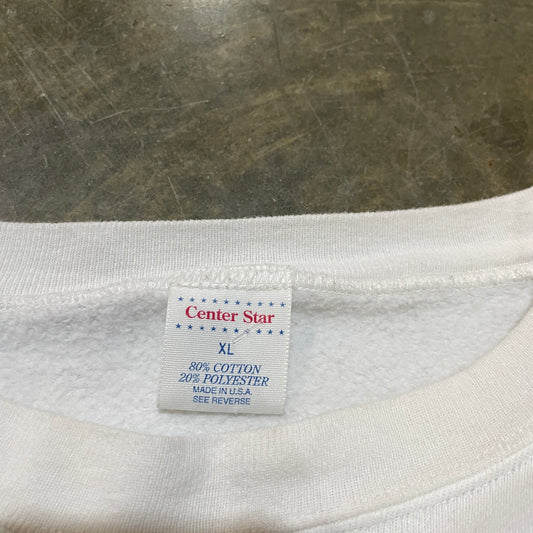 Center Star
XL
80% COTTON
20% POLYESTER
MADE IN U.S.A.
SEE REVERSE